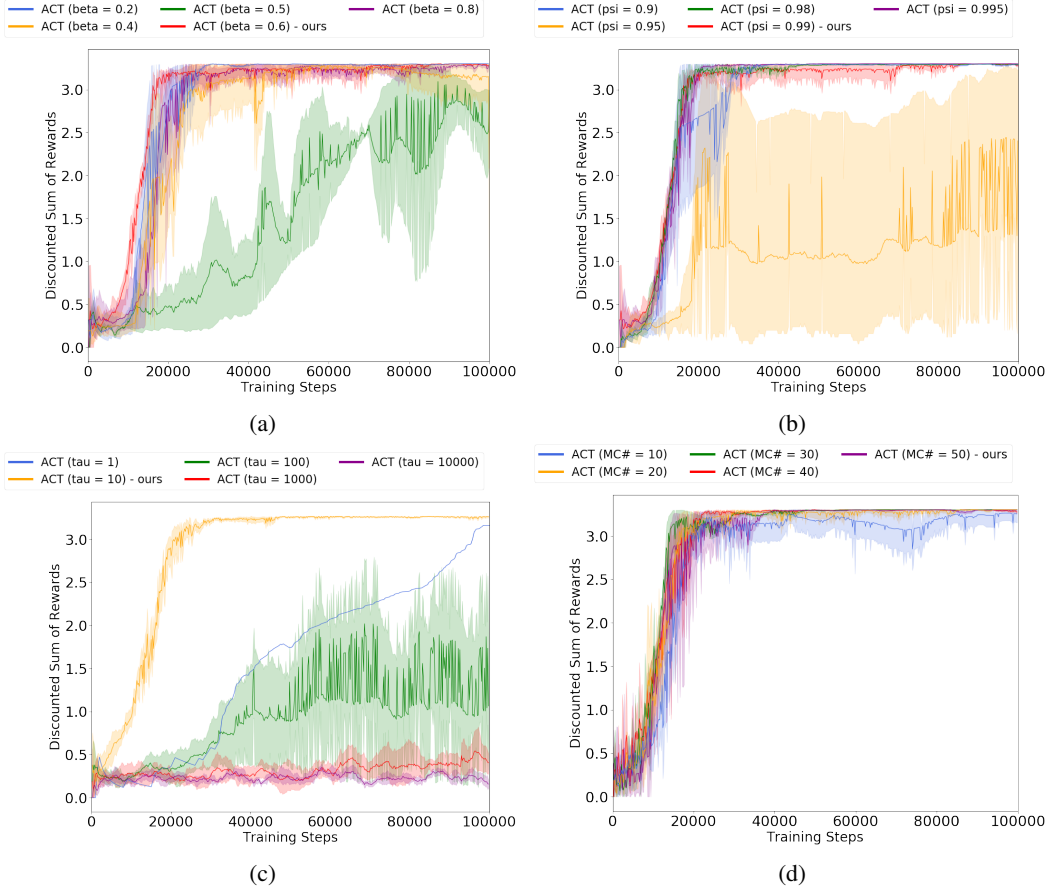 ACT (beta = 0.2) ACT (beta = 0.5) ACT (beta = 0.8)
ACT (beta = 0.4) ACT (beta = 0.6) - ours
Discounted Sum of Rewards
3.0
2.5
2.0
1.5
1.0
0.5
0.0
0 20000 40000 60000 80000 100000
Training Steps
(a)
ACT (psi = 0.9) ACT (psi = 0.98) ACT (psi = 0.995)
ACT (psi = 0.95) ACT (psi = 0.99) - ours
Discounted Sum of Rewards
3.0
2.5
2.0
1.5
1.0
0.5
0.0
0 20000 40000 60000 80000 100000
Training Steps
(b)
ACT (tau = 1) ACT (tau = 100) ACT (tau = 10000)
ACT (tau = 10) - ours ACT (tau = 1000)
Discounted Sum of Rewards
3.0
2.5
2.0
1.5
1.0
0.5
0.0
0 20000 40000 60000 80000 100000
Training Steps
(c)
ACT (MC# = 10) ACT (MC# = 30) ACT (MC# = 50) - ours
ACT (MC# = 20) ACT (MC# = 40)
Discounted Sum of Rewards
3.0
2.5
2.0
1.5
1.0
0.5
0.0
0 20000 40000 60000 80000 100000
Training Steps
(d)